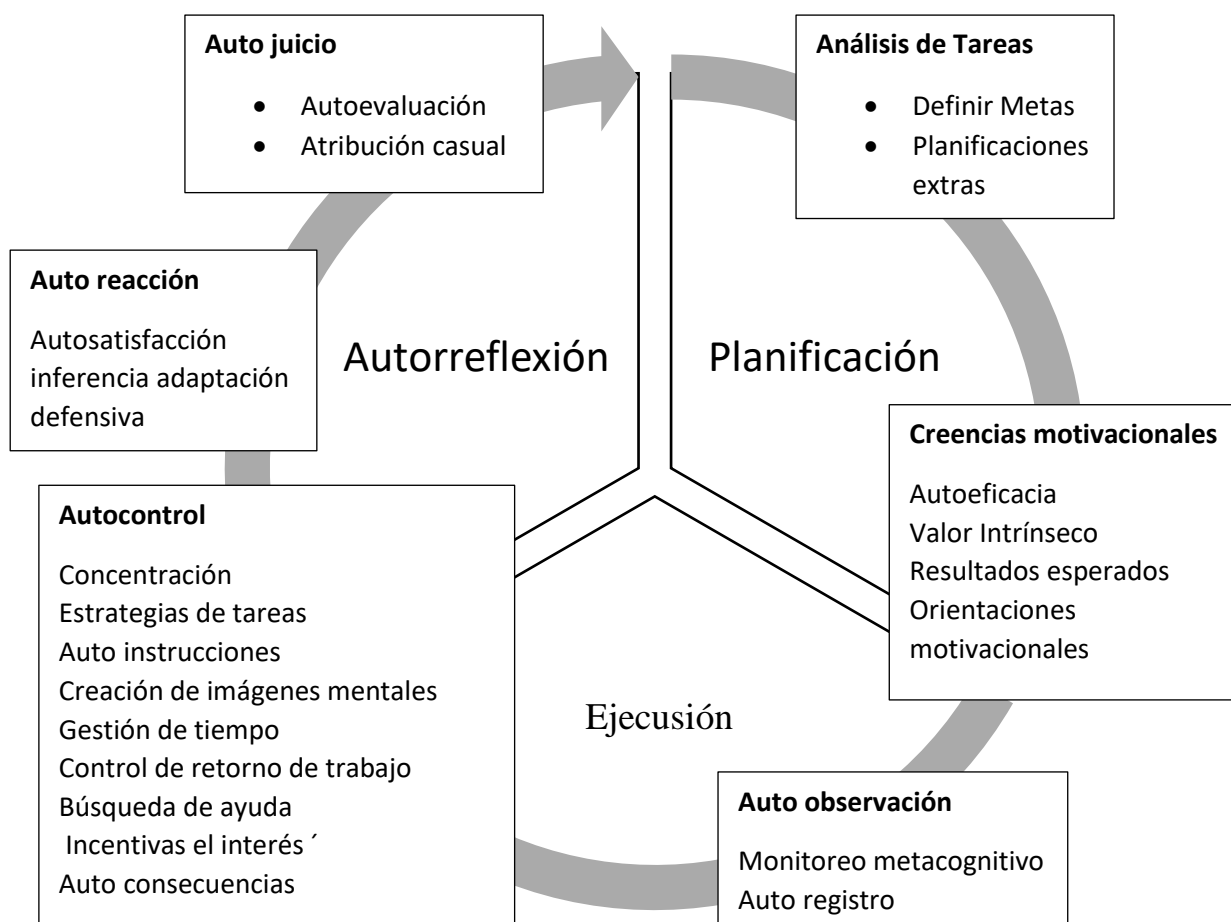 Auto juicio
• Autoevaluación
• Atribución casual
Análisis de Tareas
• Definir Metas
• Planificaciones
extras
Auto reacción
Autosatisfacción
inferencia adaptación
defensiva
Autorreflexión
Planificación
Creencias motivacionales
Autoeficacia
Valor Intrínseco
Resultados esperados
Orientaciones
motivacionales
Autocontrol
Concentración
Estrategias de tareas
Auto instrucciones
Creación de imágenes mentales
Gestión de tiempo
Control de retorno de trabajo
Búsqueda de ayuda
Incentivas el interés ´
Auto consecuencias
Ejecusión
Auto observación
Monitoreo metacognitivo
Auto registro